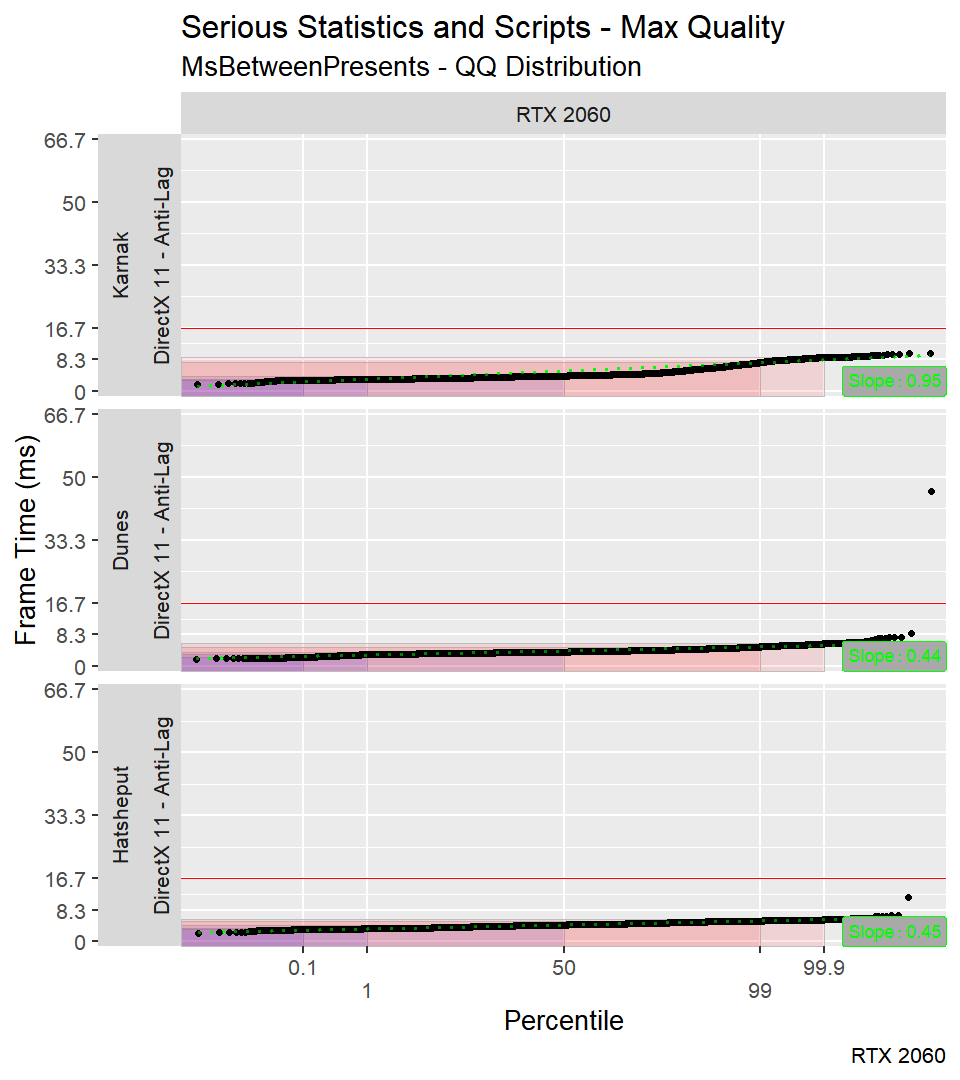 Serious Statistics and Scripts - Max Quality
MsBetweenPresents - QQ Distribution
RTX 2060
Frame Time (ms)
Karnak
DirectX 11 - Anti-Lag
66.7
50
33.3
16.7
8.3
0
Slope: 0.95
Dunes
DirectX 11 - Anti-Lag
66.7
50
33.3
16.7
8.3
0
Slope: 0.44
Hatsheput
DirectX 11 - Anti-Lag
66.7
50
33.3
16.7
8.3
0
Slope: 0.45
0.1 50 99.9
1 99
Percentile
RTX 2060